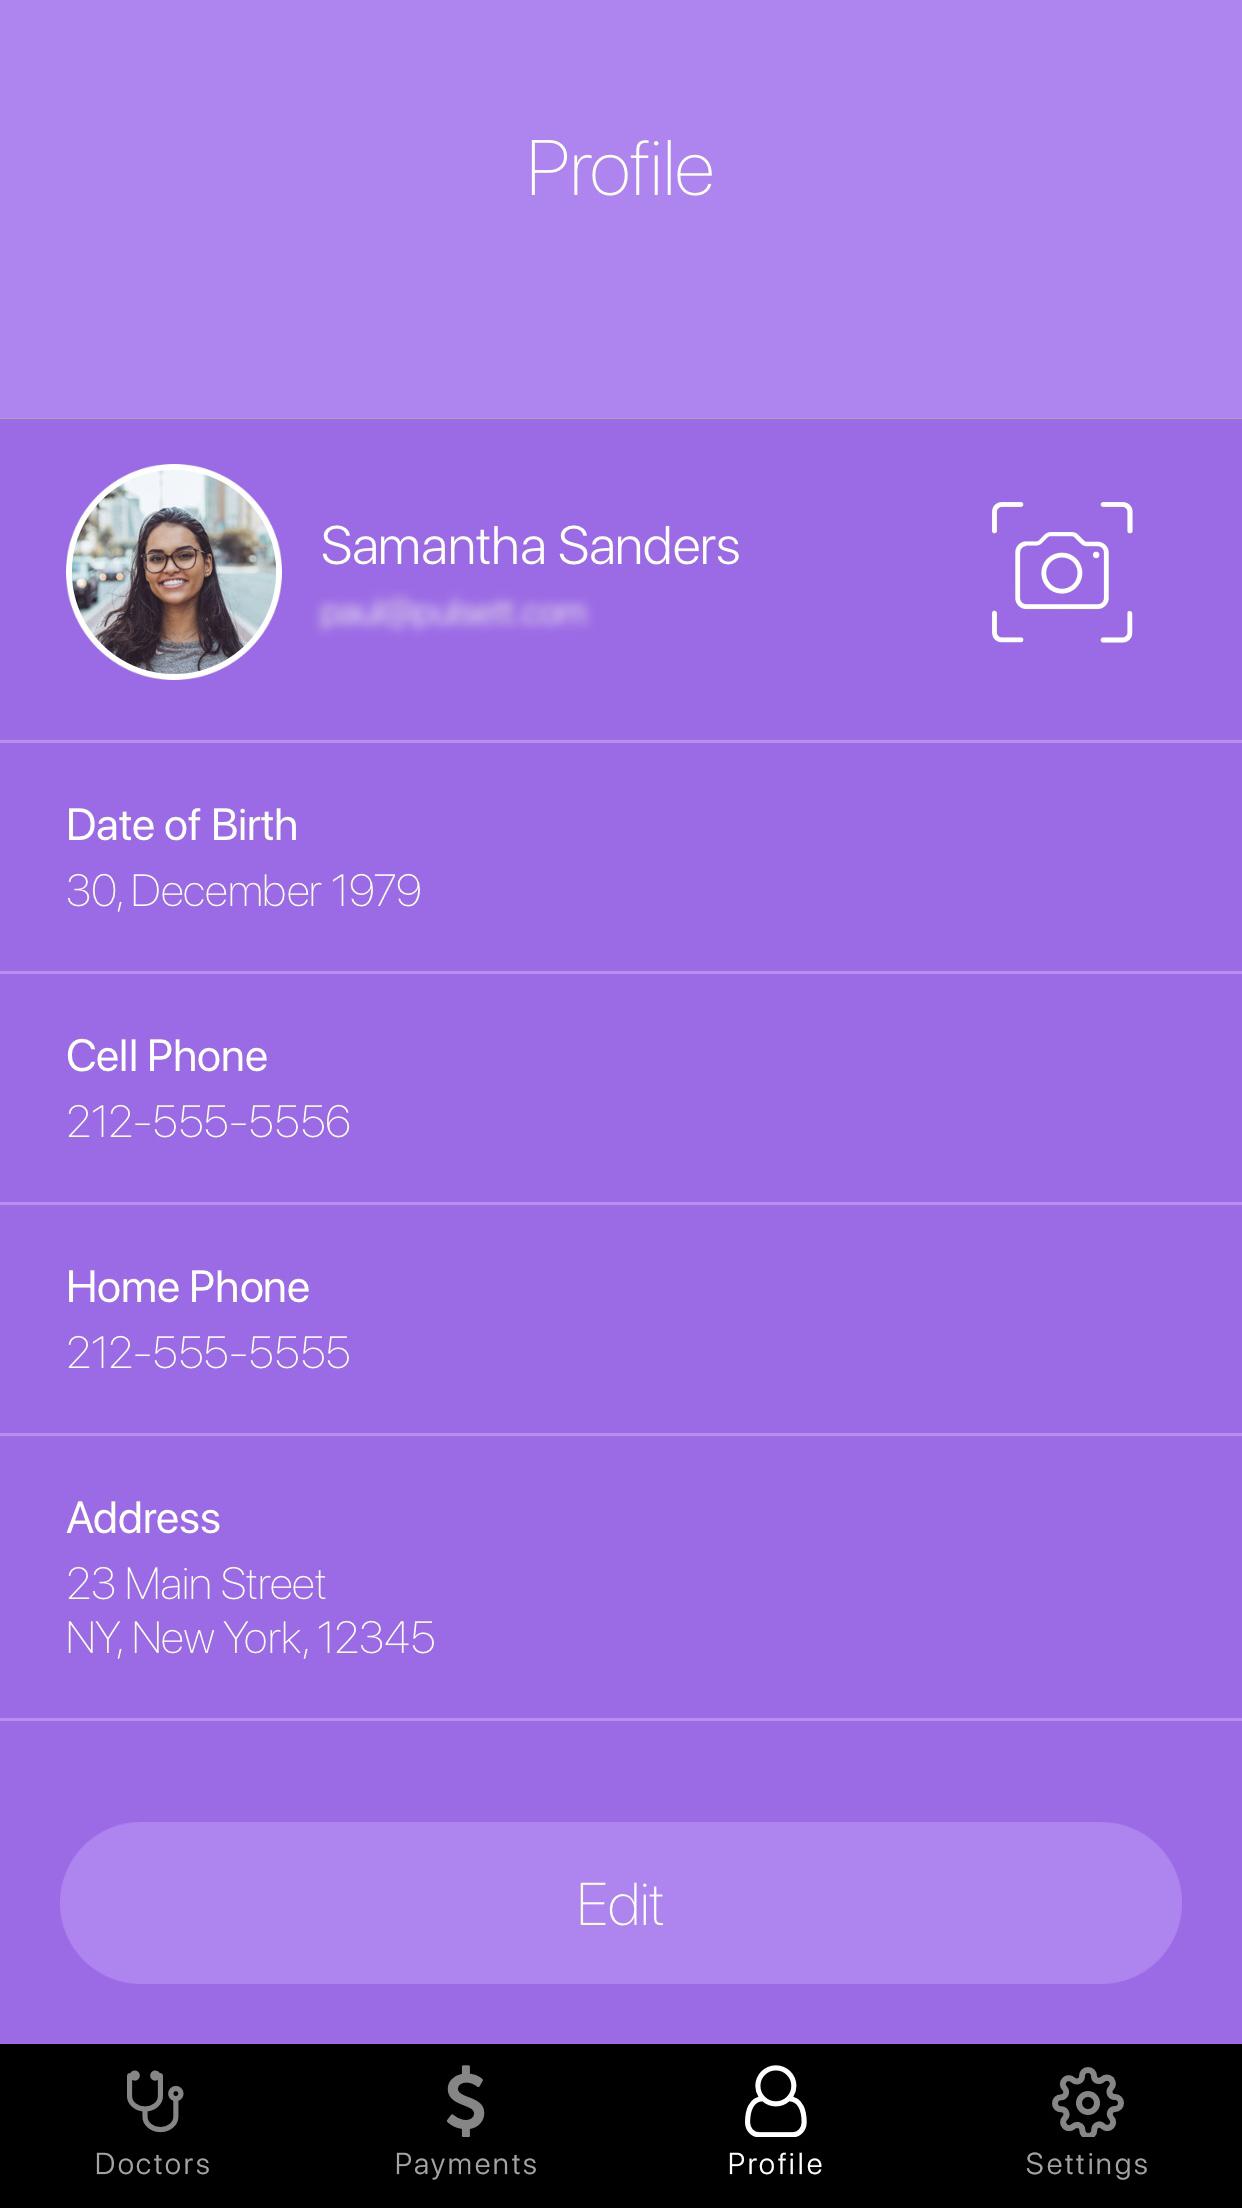 Profile
Samantha Sanders
Date of Birth
30, December 1979
Cell Phone
212-555-5556
Home Phone
212-555-5555
Address
23 Main Street
NY, New York, 12345
Edit
Doctors
Payments
Profile
Settings